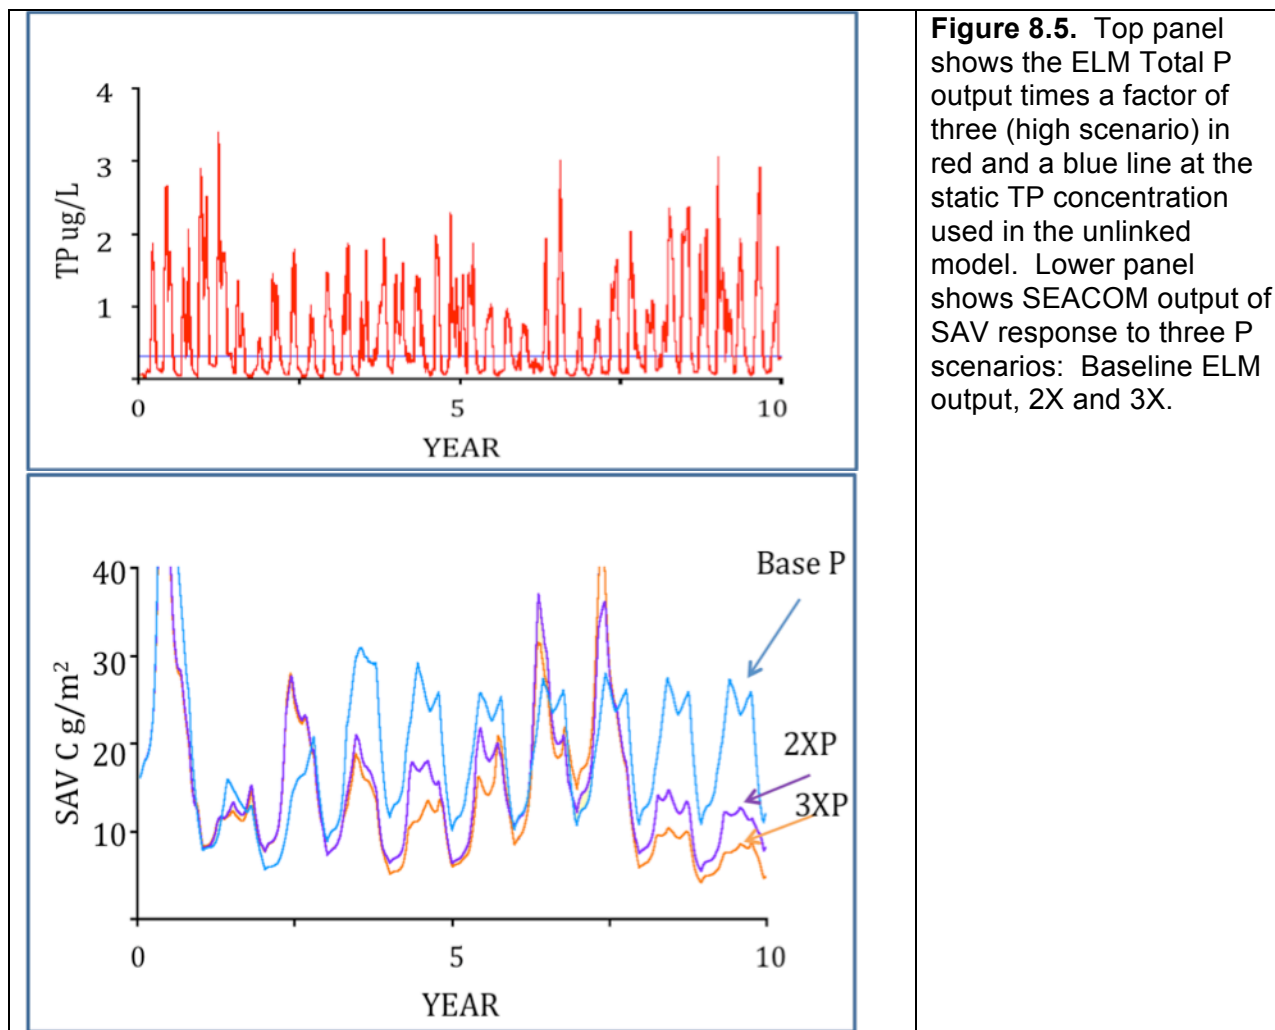 4
3
2
1
TP ug/L
0
5
10
YEAR
40
30
20
10
SAV C g/m²
Base P
2XP
3XP
0
5
10
YEAR
Figure 8.5. Top panel
shows the ELM Total P
output times a factor of
three (high scenario) in
red and a blue line at the
static TP concentration
used in the unlinked
model. Lower panel
shows SEACOM output of
SAV response to three P
scenarios: Baseline ELM
output, 2X and 3X.